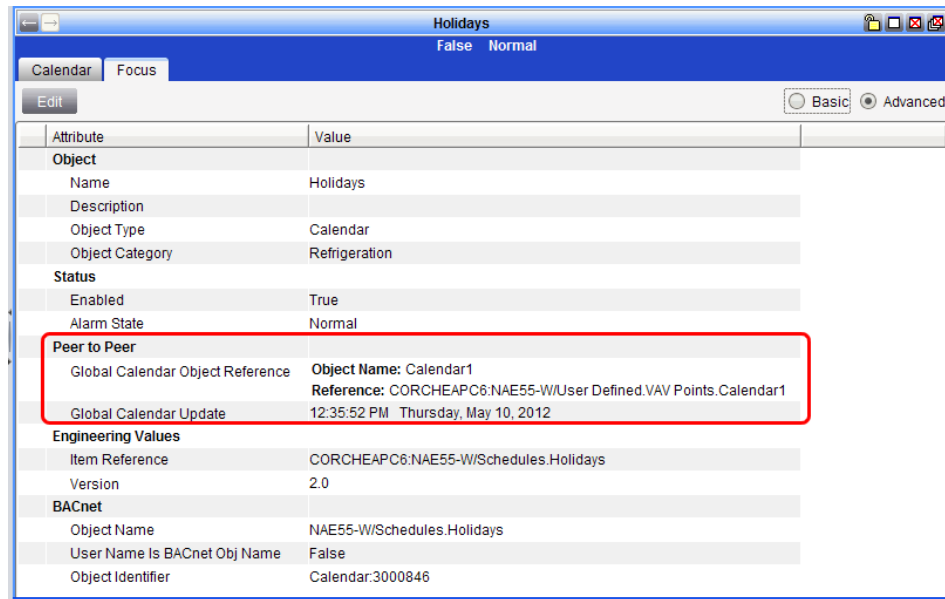 Holidays
False Normal
Calendar Focus
Edit Basic Advanced
Attribute Value
Object
Name Holidays
Description
Object Type Calendar
Object Category Refrigeration
Status
Enabled True
Alarm State Normal
Peer to Peer
Global Calendar Object Reference Object Name: Calendar1
Reference: CORCHEAPC6:NAE55-W/User Defined.VAV Points.Calendar1
Global Calendar Update 12:35:52 PM Thursday, May 10, 2012
Engineering Values
Item Reference CORCHEAPC6:NAE55-W/Schedules.Holidays
Version 2.0
BACnet
Object Name NAE55-W/Schedules.Holidays
User Name Is BACnet Obj Name False
Object Identifier Calendar:3000846